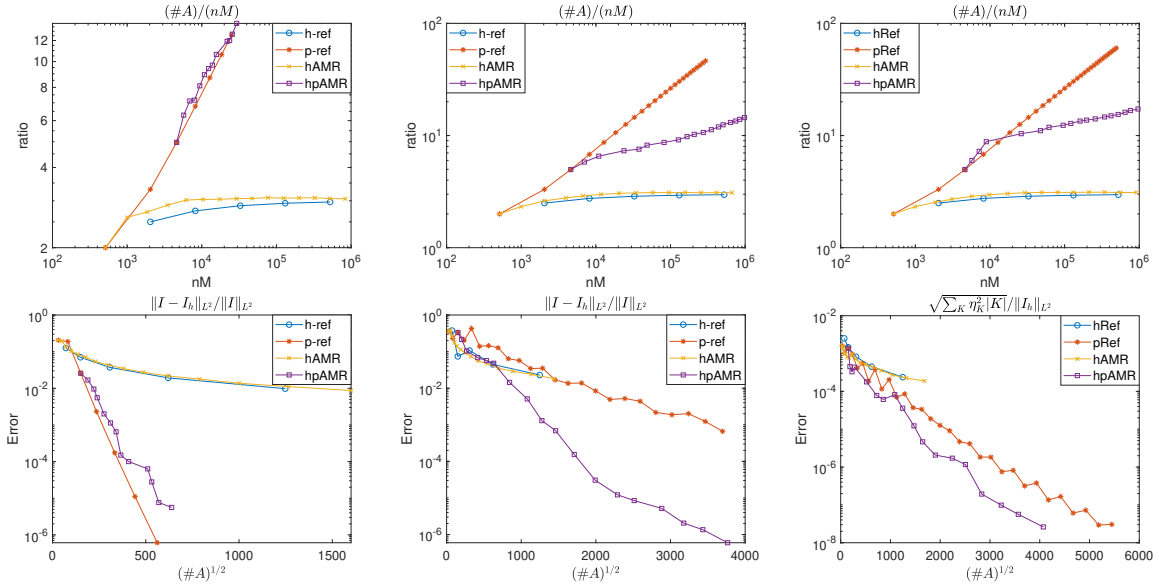 (#A)/(nM)
12
10
8
6
4
2
ratio
10^2
10^3
10^4
10^5
10^6
nM
h-ref
p-ref
hAMR
hpAMR
(#A)/(nM)
10^2
10^1
10^0
ratio
10^2
10^3
10^4
10^5
10^6
nM
h-ref
p-ref
hAMR
hpAMR
(#A)/(nM)
10^2
10^1
10^0
ratio
10^2
10^3
10^4
10^5
10^6
nM
hRef
pRef
hAMR
hpAMR
‖I − I_h‖_{L^2}/‖I‖_{L^2}
10^0
10^-2
10^-4
10^-6
Error
0
500
1000
1500
(#A)^{1/2}
h-ref
p-ref
hAMR
hpAMR
‖I − I_h‖_{L^2}/‖I‖_{L^2}
10^0
10^-2
10^-4
10^-6
Error
0
1000
2000
3000
4000
(#A)^{1/2}
h-ref
p-ref
hAMR
hpAMR
√(∑_K η_K^2|K|)/‖I_h‖_{L^2}
10^-2
10^-4
10^-6
10^-8
Error
0
1000
2000
3000
4000
5000
6000
(#A)^{1/2}
hRef
pRef
hAMR
hpAMR